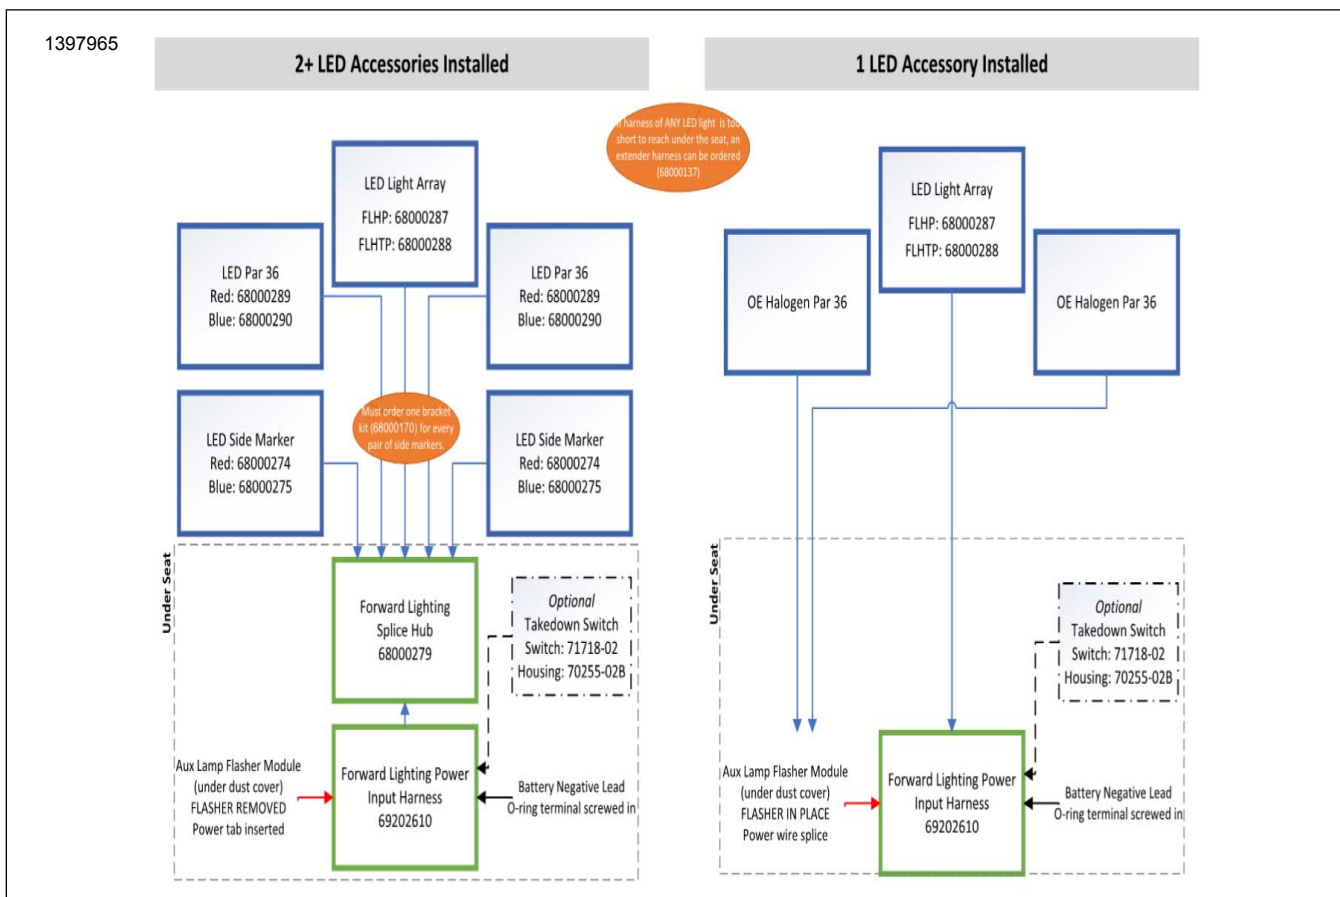 1397965
2+ LED Accessories Installed
1 LED Accessory Installed
f harness of ANY LED light is too
short to reach under the seat, an
extender harness can be ordered
(68000137)
LED Light Array
FLHP: 68000287
FLHTP: 68000288
LED Par 36
Red: 68000289
Blue: 68000290
LED Par 36
Red: 68000289
Blue: 68000290
Must order one bracket
kit (68000170) for every
pair of side markers.
LED Side Marker
Red: 68000274
Blue: 68000275
LED Side Marker
Red: 68000274
Blue: 68000275
Under Seat
Forward Lighting
Splice Hub
68000279
Optional
Takedown Switch
Switch: 71718-02
Housing: 70255-02B
Aux Lamp Flasher Module
(under dust cover)
FLASHER REMOVED
Power tab inserted
Forward Lighting Power
Input Harness
69202610
Battery Negative Lead
O-ring terminal screwed in
LED Light Array
FLHP: 68000287
FLHTP: 68000288
OE Halogen Par 36
OE Halogen Par 36
Under Seat
Optional
Takedown Switch
Switch: 71718-02
Housing: 70255-02B
Aux Lamp Flasher Module
(under dust cover)
FLASHER IN PLACE
Power wire splice
Forward Lighting Power
Input Harness
69202610
Battery Negative Lead
O-ring terminal screwed in